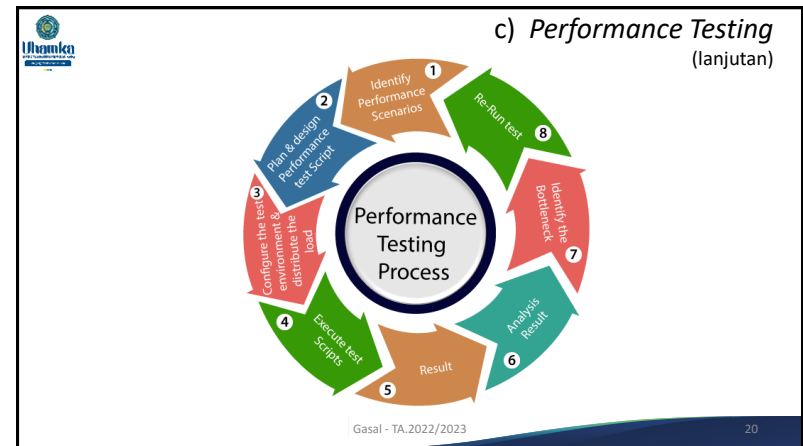 Uhamka
c) Performance Testing
(lanjutan)
1
Identify
Performance
Scenarios
2
Plan & design
Performance
test Script
3
Configure the test
environment &
distribute the
load
4
Execute test
Scripts
5
Result
6
Analysis
Result
7
Identify the
Bottleneck
8
Re-Run test
Performance
Testing
Process
Gasal - TA.2022/2023
20